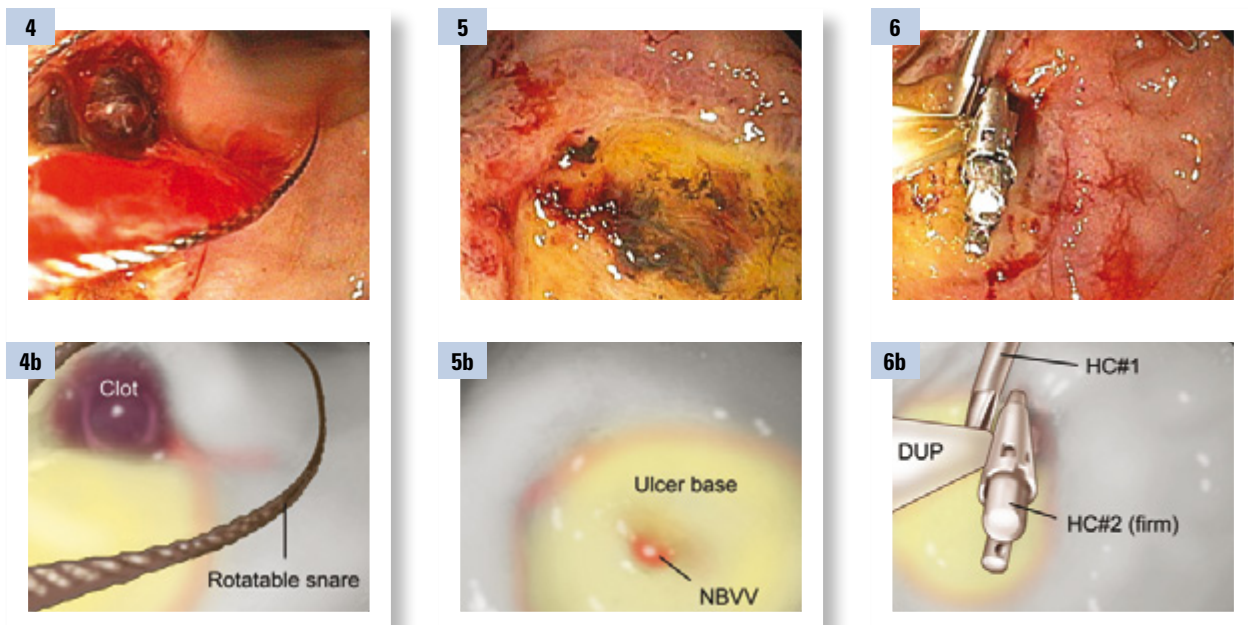 4
5
6
4b
Clot
Rotatable snare
5b
Ulcer base
NBVV
6b
HC#1
DUP
HC#2 (firm)